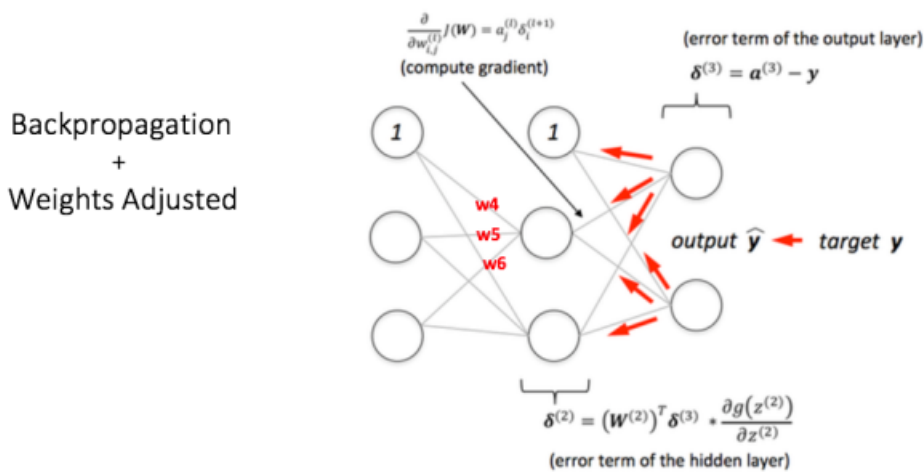 ∂/∂w_{i,j}^{(l)} J(W) = a_j^{(l)} δ_i^{(l+1)}
(compute gradient)
(error term of the output layer)
δ^{(3)} = a^{(3)} − y
Backpropagation
+
Weights Adjusted
1
1
w4
w5
w6
output ŷ
target y
δ^{(2)} = (W^{(2)})^T δ^{(3)} * ∂g(z^{(2)})/∂z^{(2)}
(error term of the hidden layer)